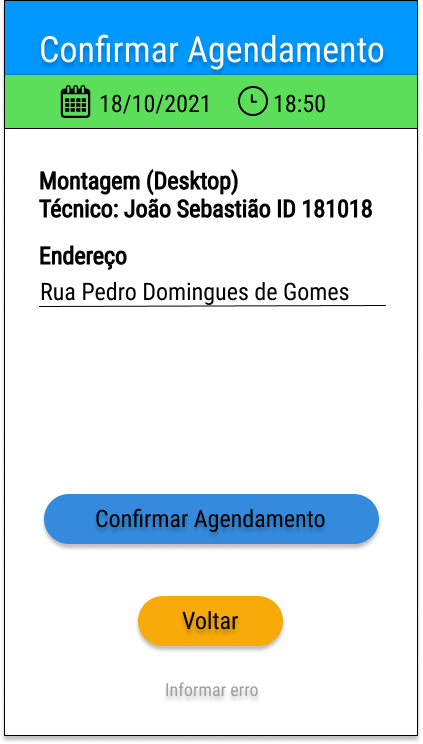 Confirmar Agendamento
18/10/2021 18:50
Montagem (Desktop)
Técnico: João Sebastião ID 181018
Endereço
Rua Pedro Domingues de Gomes
Confirmar Agendamento
Voltar
Informar erro